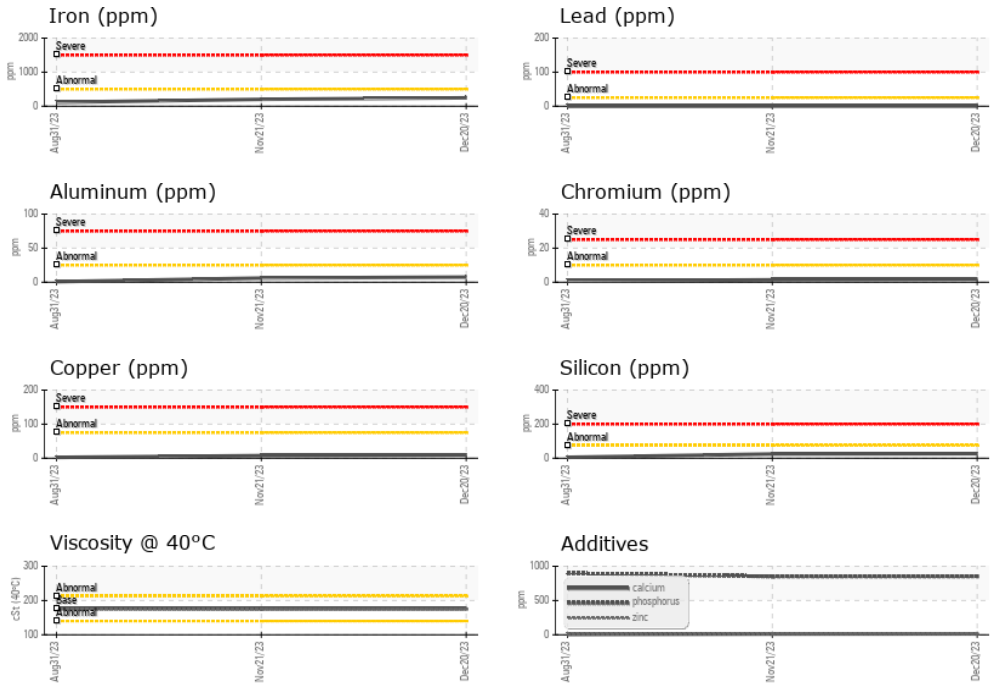 Iron (ppm)
2000
1000
0
ppm
Severe
Abnormal
Aug31/23
Nov21/23
Dec20/23
Lead (ppm)
200
100
0
ppm
Severe
Abnormal
Aug31/23
Nov21/23
Dec20/23
Aluminum (ppm)
100
50
0
ppm
Severe
Abnormal
Aug31/23
Nov21/23
Dec20/23
Chromium (ppm)
40
20
0
ppm
Severe
Abnormal
Aug31/23
Nov21/23
Dec20/23
Copper (ppm)
200
100
0
ppm
Severe
Abnormal
Aug31/23
Nov21/23
Dec20/23
Silicon (ppm)
400
200
0
ppm
Severe
Abnormal
Aug31/23
Nov21/23
Dec20/23
Viscosity @ 40°C
300
200
100
cSt (40°C)
Abnormal
Base
Abnormal
Aug31/23
Nov21/23
Dec20/23
Additives
1000
500
0
ppm
calcium
phosphorus
zinc
Aug31/23
Nov21/23
Dec20/23